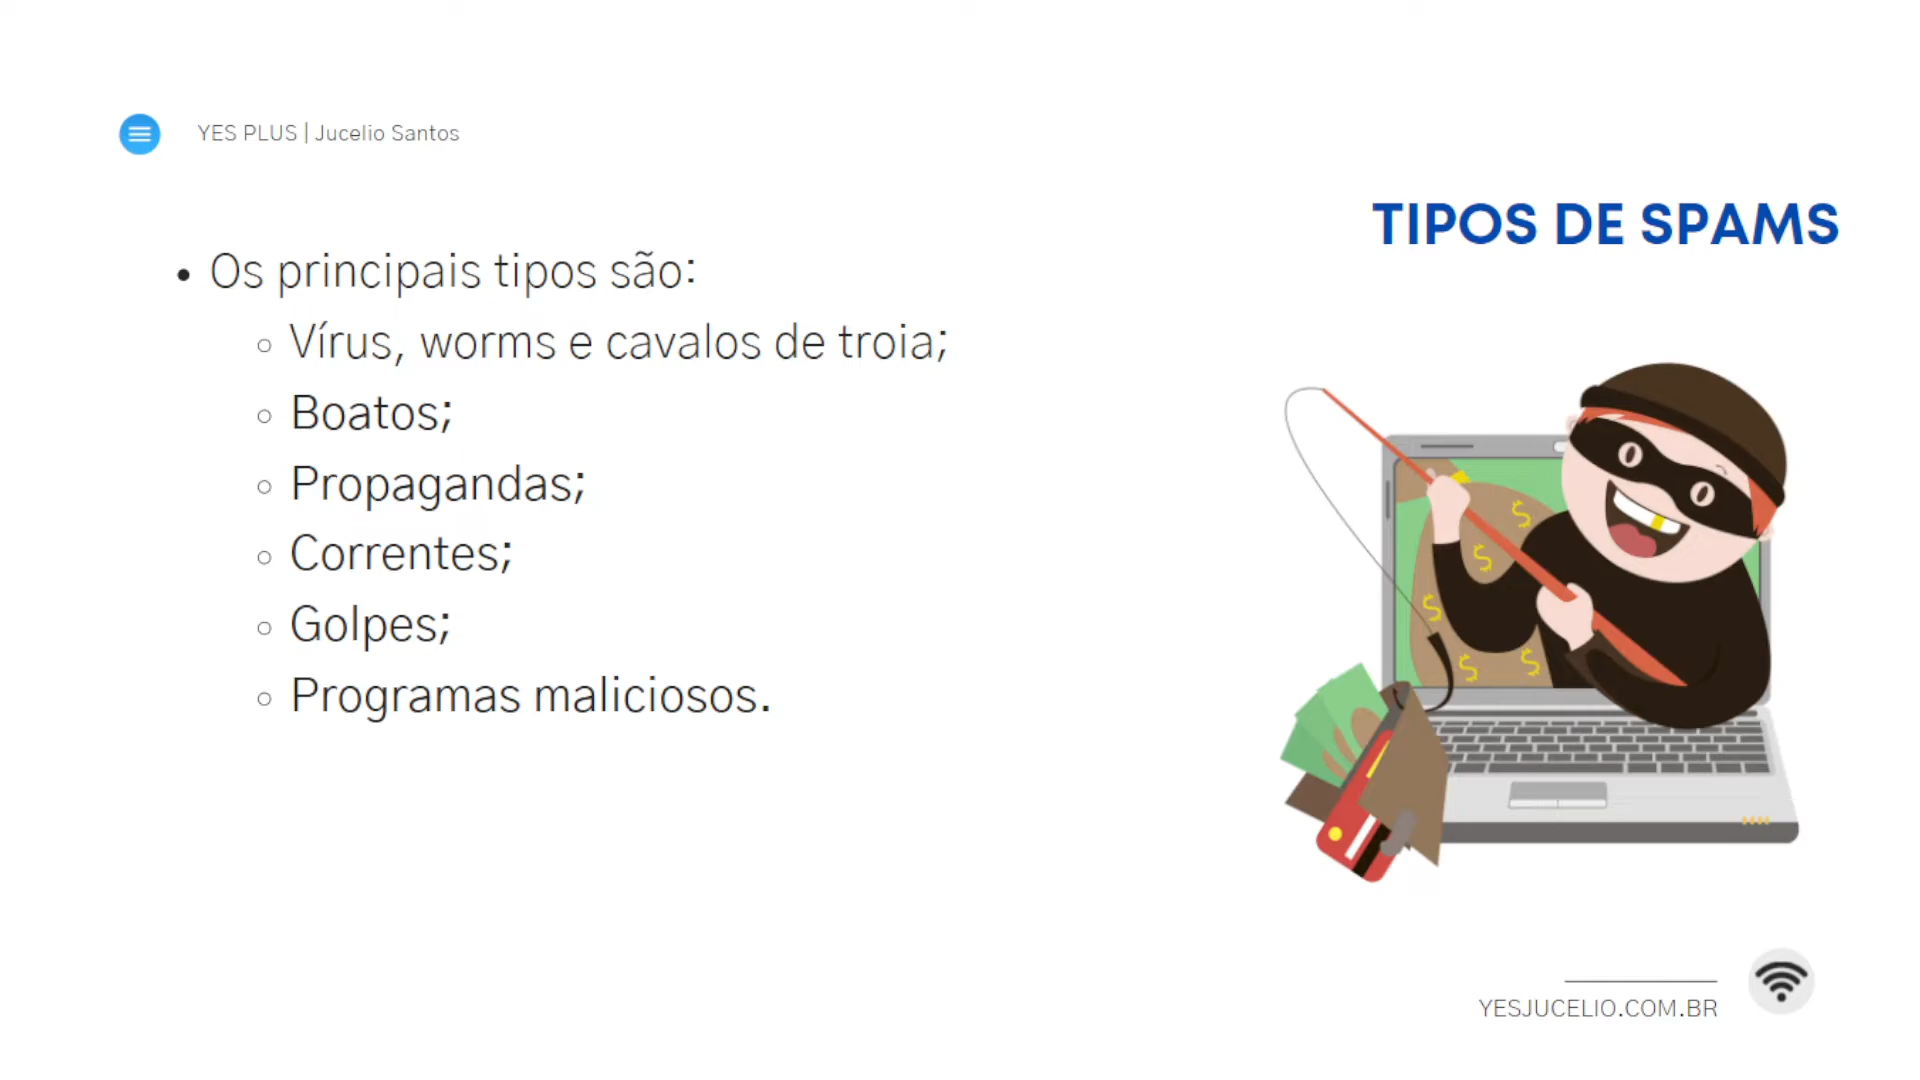 YES PLUS | Jucelio Santos
TIPOS DE SPAMS
• Os principais tipos são:
○ Vírus, worms e cavalos de troia;
○ Boatos;
○ Propagandas;
○ Correntes;
○ Golpes;
○ Programas maliciosos.
$
$
$
$
$
YESJUCELIO.COM.BR